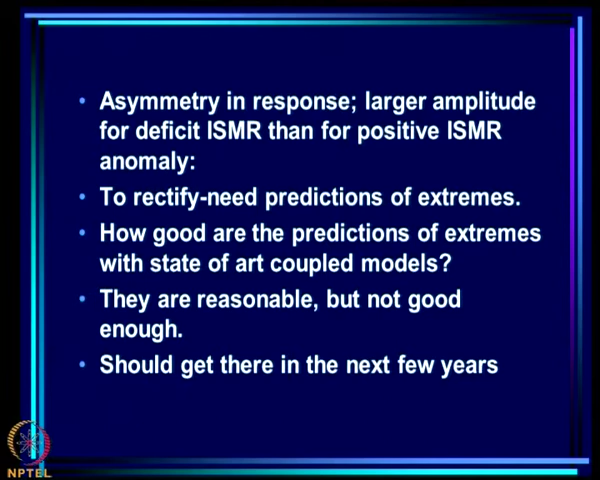 • Asymmetry in response; larger amplitude
for deficit ISMR than for positive ISMR
anomaly:
• To rectify-need predictions of extremes.
• How good are the predictions of extremes
with state of art coupled models?
• They are reasonable, but not good
enough.
• Should get there in the next few years
NPTEL